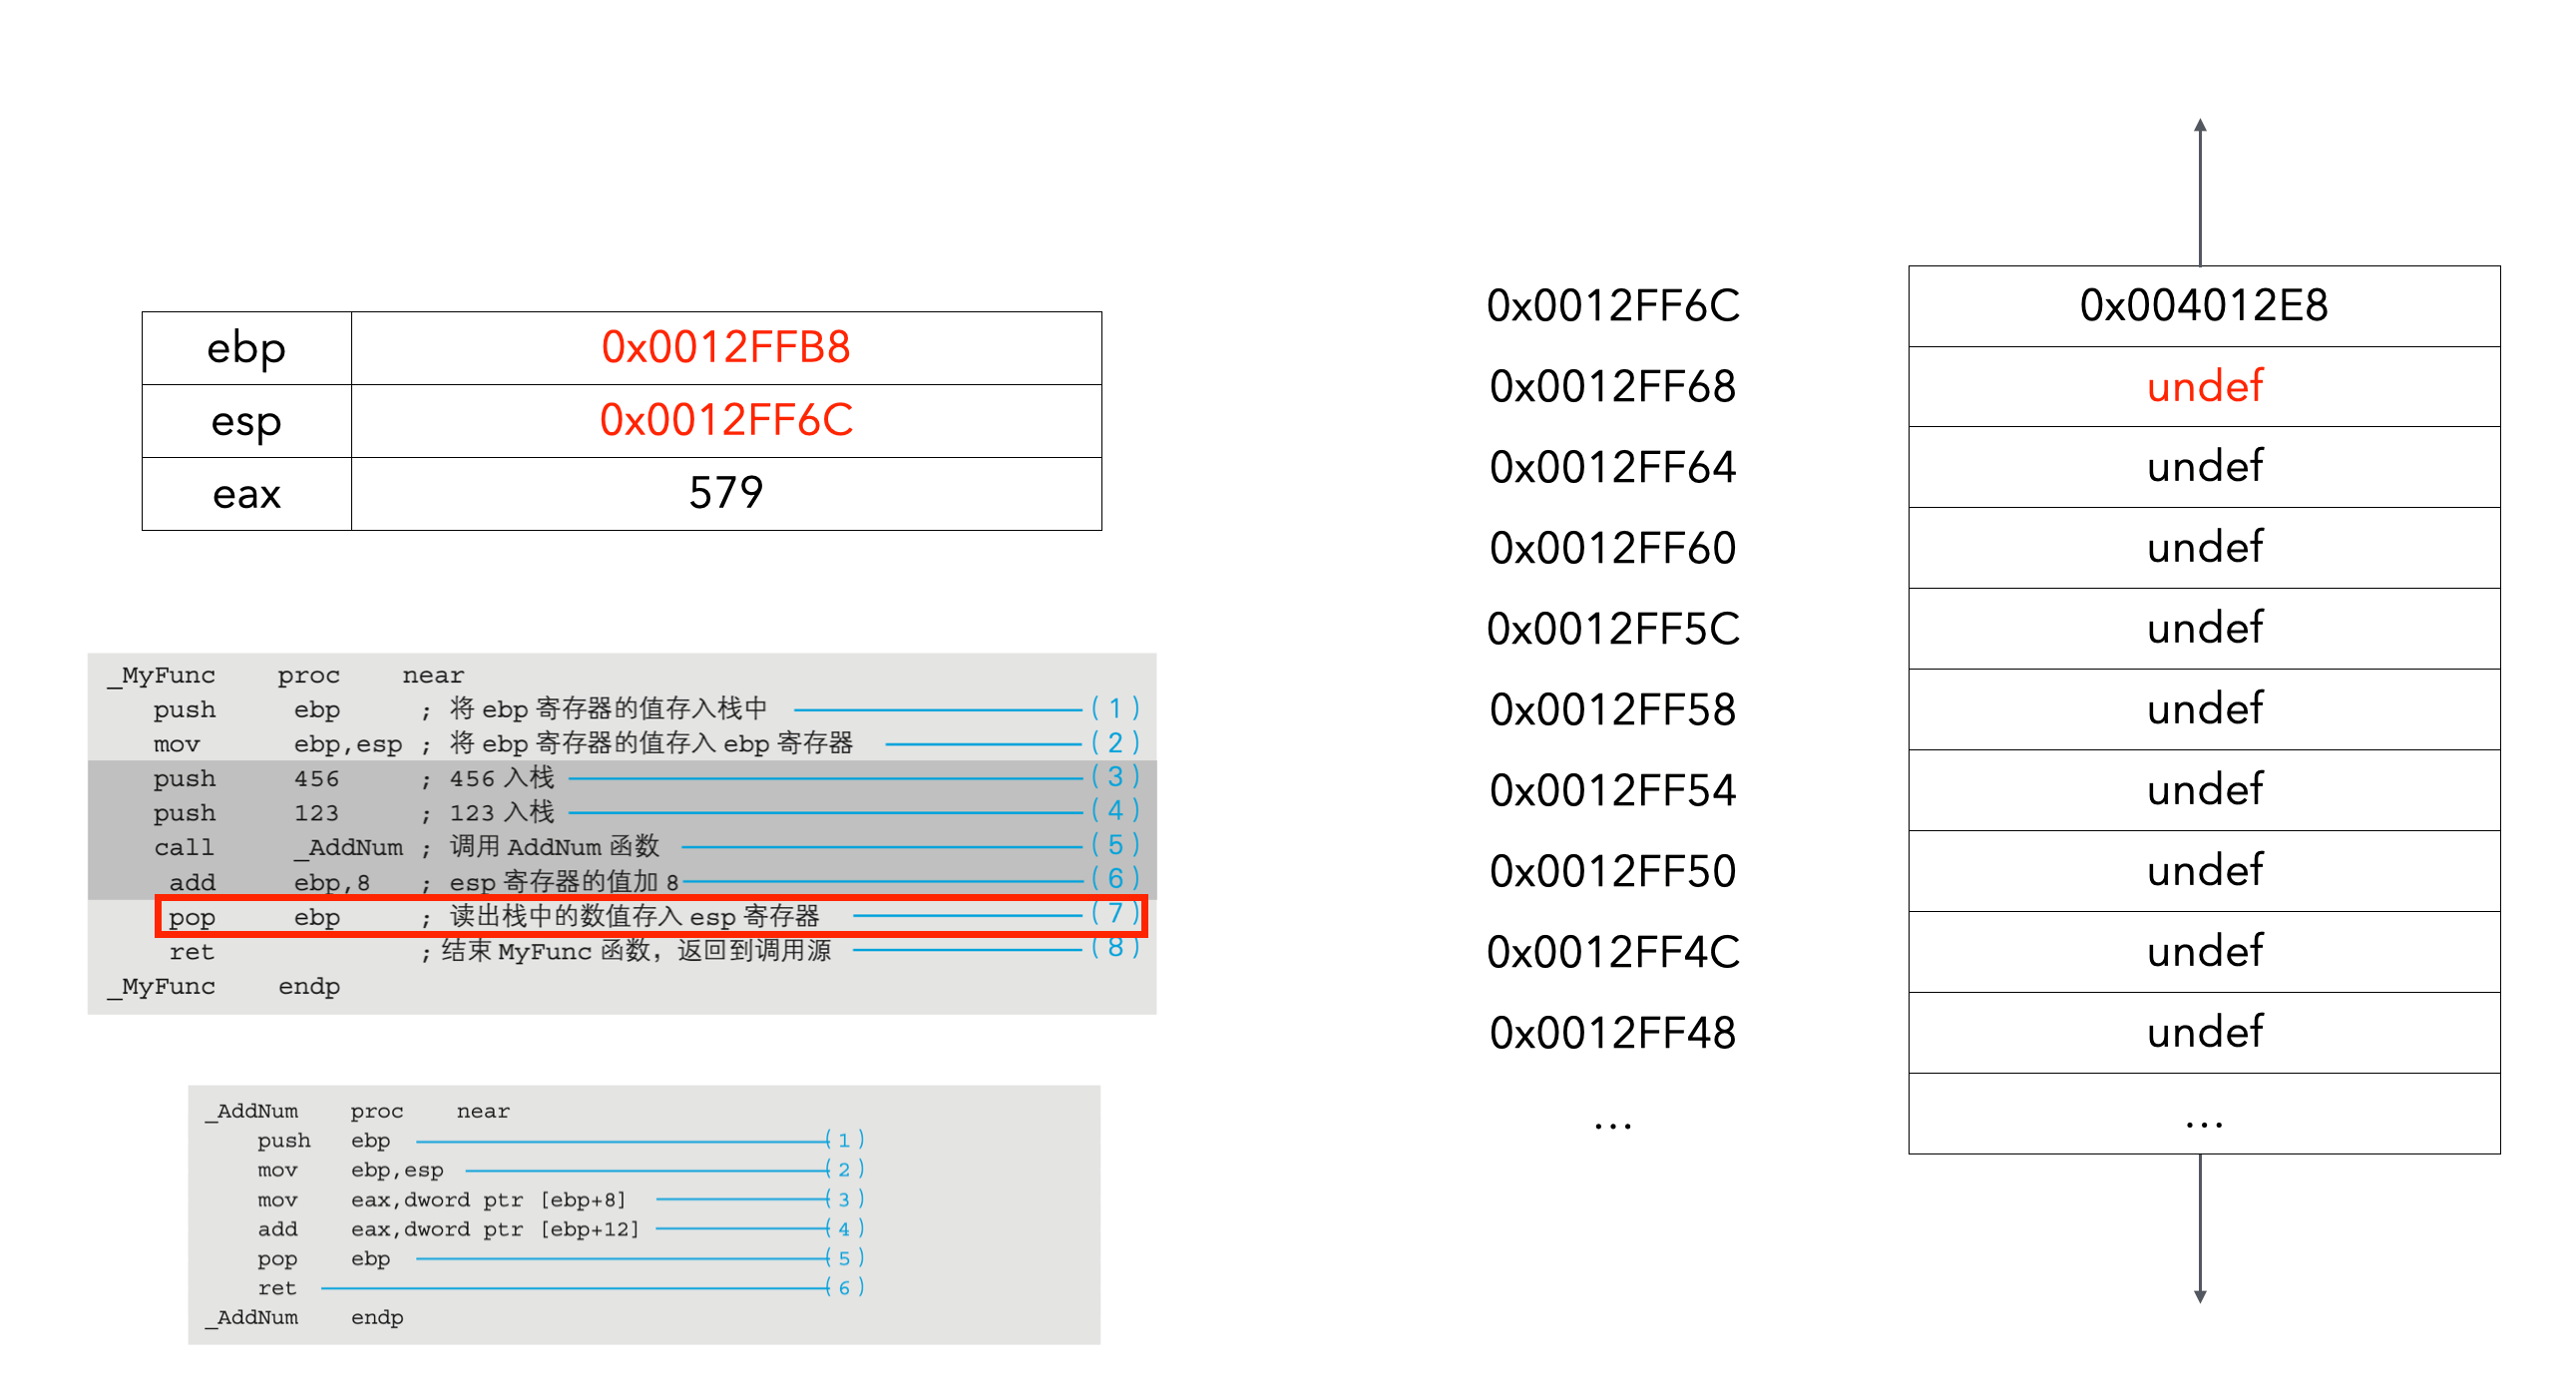 ebp 0x0012FFB8
esp 0x0012FF6C
eax 579
_MyFunc proc near
push ebp ; 将 ebp 寄存器的值存入栈中 (1)
mov ebp,esp ; 将 ebp 寄存器的值存入 ebp 寄存器 (2)
push 456 ; 456 入栈 (3)
push 123 ; 123 入栈 (4)
call _AddNum ; 调用 AddNum 函数 (5)
add ebp,8 ; esp 寄存器的值加 8 (6)
pop ebp ; 读出栈中的数值存入 esp 寄存器 (7)
ret ; 结束 MyFunc 函数，返回到调用源 (8)
_MyFunc endp
_AddNum proc near
push ebp (1)
mov ebp,esp (2)
mov eax,dword ptr [ebp+8] (3)
add eax,dword ptr [ebp+12] (4)
pop ebp (5)
ret (6)
_AddNum endp
0x0012FF6C 0x004012E8
0x0012FF68 undef
0x0012FF64 undef
0x0012FF60 undef
0x0012FF5C undef
0x0012FF58 undef
0x0012FF54 undef
0x0012FF50 undef
0x0012FF4C undef
0x0012FF48 undef
... ...